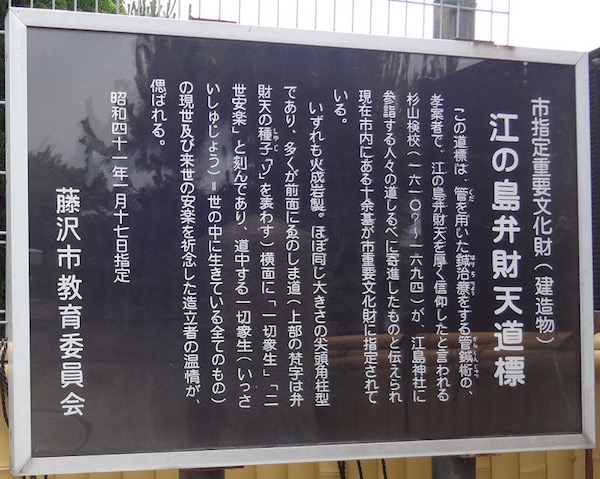 市指定重要文化財(建造物)
江の島弁財天道標
この道標は、管を用いた鍼治療をする管鍼術の、
考案者で、江の島弁財天を厚く信仰したと言われる
杉山検校(一六一〇?〜一六九四)が、江島神社に
参詣する人々の道しるべに寄進したものと伝えられ
現在市内にある十余基が市重要文化財に指定されて
いる。
いずれも火成岩製。ほぼ同じ大きさの尖頭角柱型
であり、多くが前面にゑのしま道(上部の梵字は弁
財天の種子「
」を表わす)横面に「一切衆生」「二
世安楽」と刻んであり、道中する一切衆生(いっさ
いしゅじょう)=世の中に生きている全てのもの)
の現世及び来世の安楽を祈念した造立者の温情が、
偲ばれる。
昭和四十一年一月十七日指定
藤沢市教育委員会